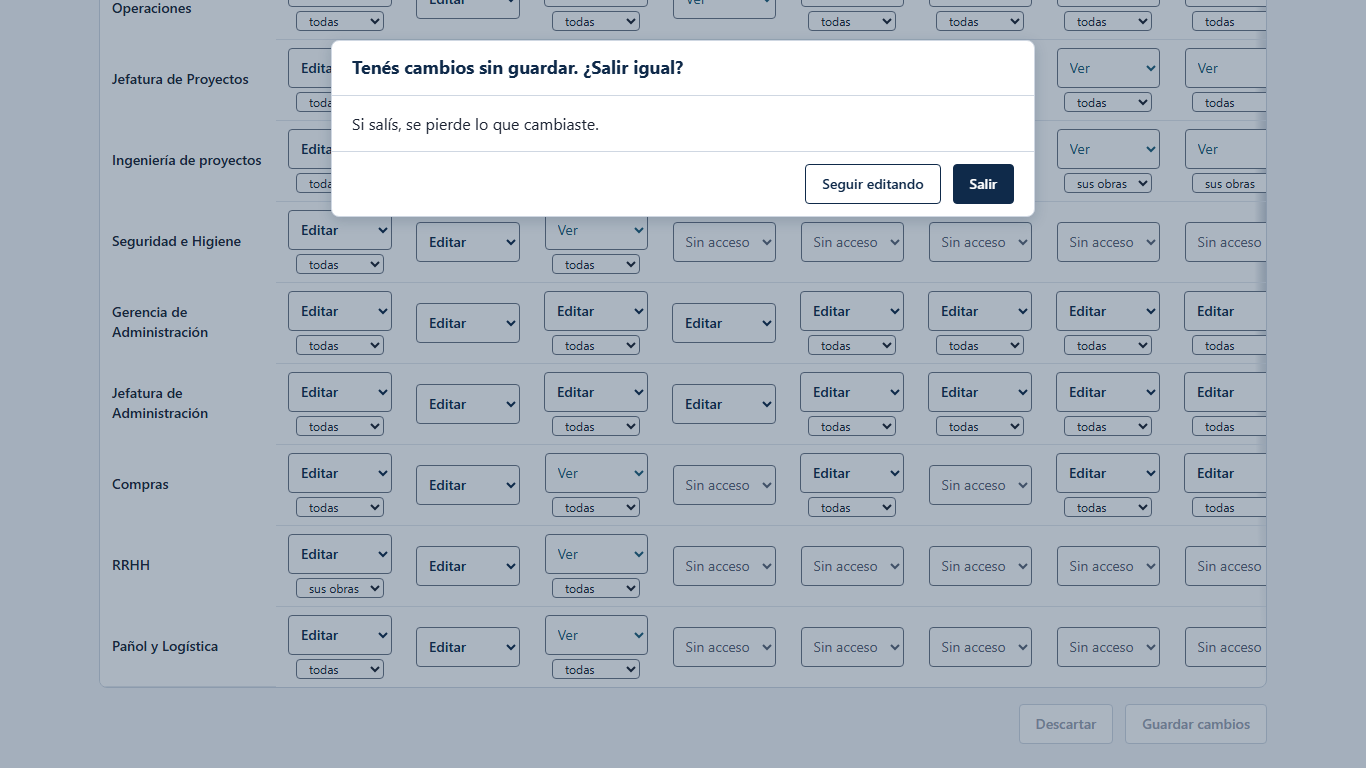 Operaciones
Ver
todas todas todas todas todas todas
Tenés cambios sin guardar. ¿Salir igual?
Jefatura de Proyectos
Ver Ver
todas todas
Si salís, se pierde lo que cambiaste.
Ingeniería de proyectos
Ver Ver
sus obras sus obras
Seguir editando Salir
Seguridad e Higiene
Editar Editar Ver Sin acceso Sin acceso Sin acceso Sin acceso Sin acceso
todas todas
Gerencia de
Administración
Editar Editar Editar Editar Editar Editar Editar Editar
todas todas todas todas todas todas
Jefatura de
Administración
Editar Editar Editar Editar Editar Editar Editar Editar
todas todas todas todas todas todas
Compras
Editar Editar Ver Sin acceso Editar Sin acceso Editar Editar
todas todas todas todas todas
RRHH
Editar Editar Ver Sin acceso Sin acceso Sin acceso Sin acceso Sin acceso
sus obras todas
Pañol y Logística
Editar Editar Ver Sin acceso Sin acceso Sin acceso Sin acceso Sin acceso
todas todas
Descartar Guardar cambios